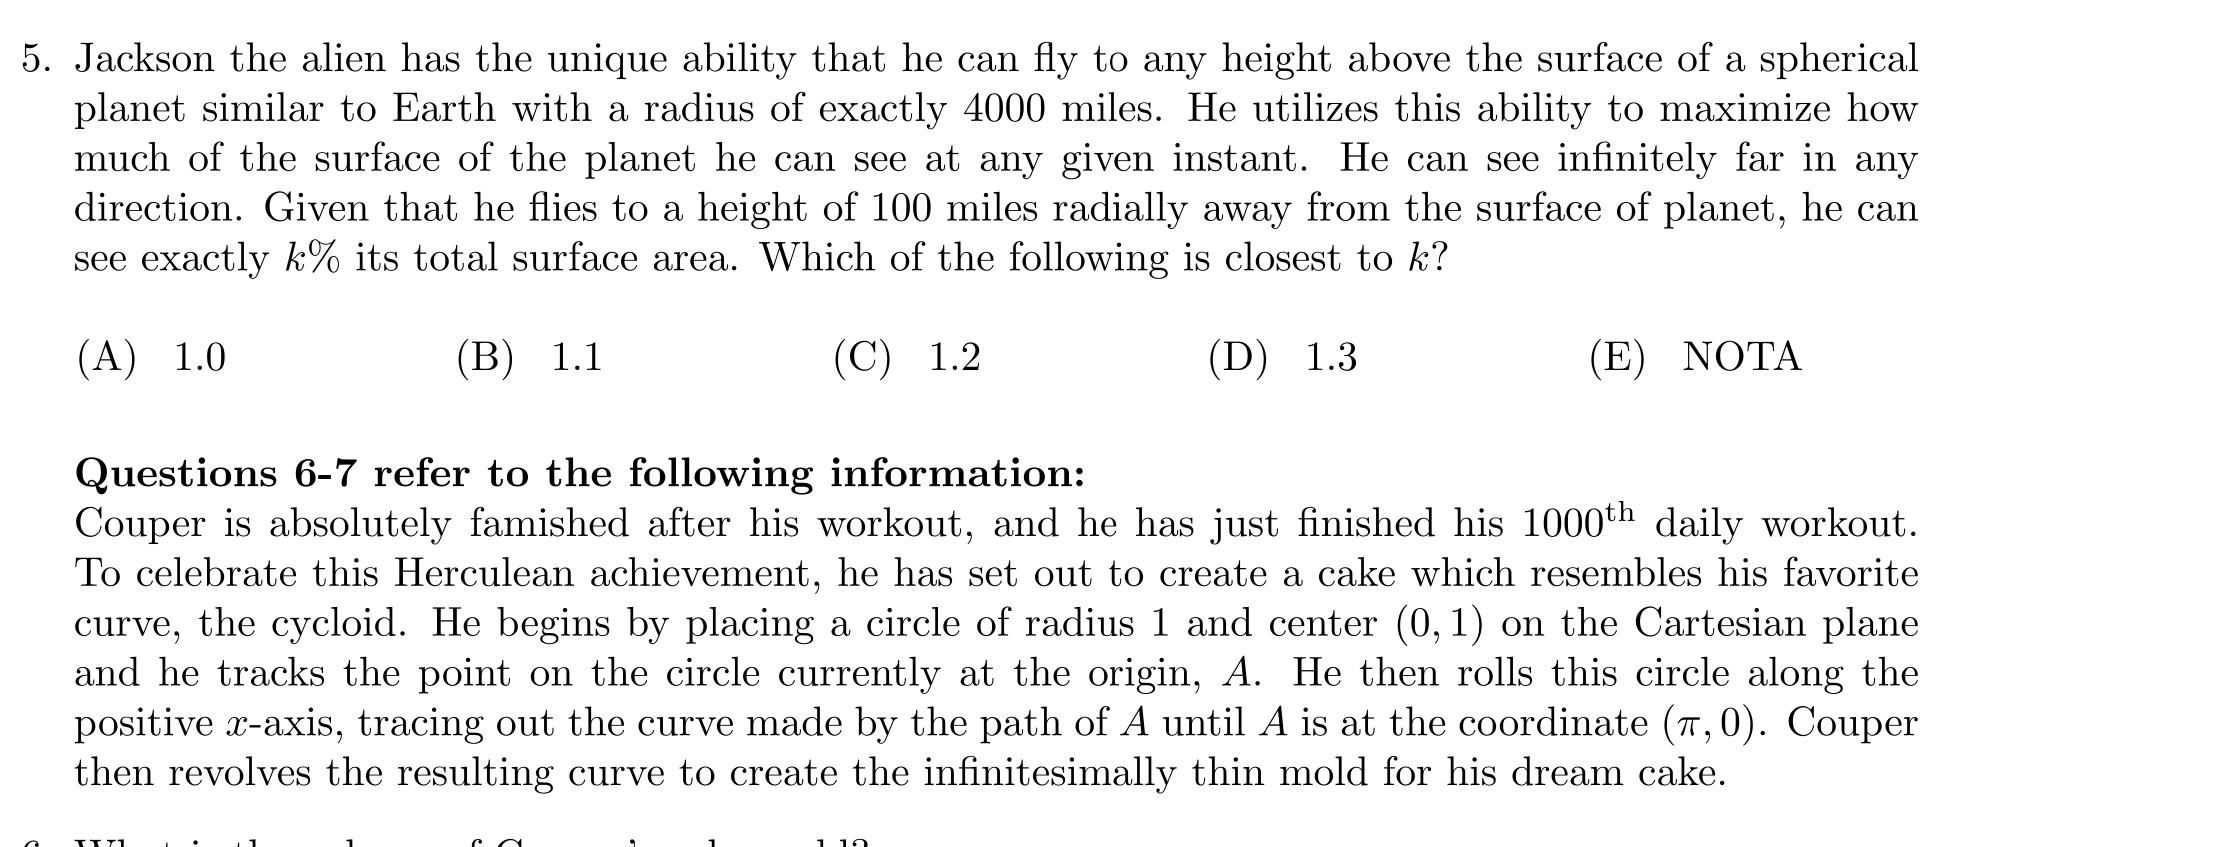 5. Jackson the alien has the unique ability that he can fly to any height above the surface of a spherical
planet similar to Earth with a radius of exactly 4000 miles. He utilizes this ability to maximize how
much of the surface of the planet he can see at any given instant. He can see infinitely far in any
direction. Given that he flies to a height of 100 miles radially away from the surface of planet, he can
see exactly k% its total surface area. Which of the following is closest to k?
(A) 1.0 (B) 1.1 (C) 1.2 (D) 1.3 (E) NOTA
Questions 6-7 refer to the following information:
Couper is absolutely famished after his workout, and he has just finished his 1000th daily workout.
To celebrate this Herculean achievement, he has set out to create a cake which resembles his favorite
curve, the cycloid. He begins by placing a circle of radius 1 and center (0, 1) on the Cartesian plane
and he tracks the point on the circle currently at the origin, A. He then rolls this circle along the
positive x-axis, tracing out the curve made by the path of A until A is at the coordinate (π, 0). Couper
then revolves the resulting curve to create the infinitesimally thin mold for his dream cake.